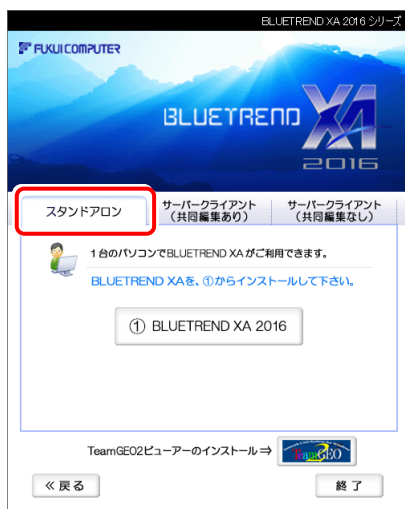 BLUETREND XA 2016 シリーズ
FUKUI COMPUTER
BLUETREND XA
2016
スタンドアロン
サーバークライアント
（共同編集あり）
サーバークライアント
（共同編集なし）
1台のパソコンでBLUETREND XAがご利用できます。
BLUETREND XAを、①からインストールして下さい。
① BLUETREND XA 2016
TeamGEO2ビューアーのインストール⇒
TeamGEO 2
≪戻る
終了